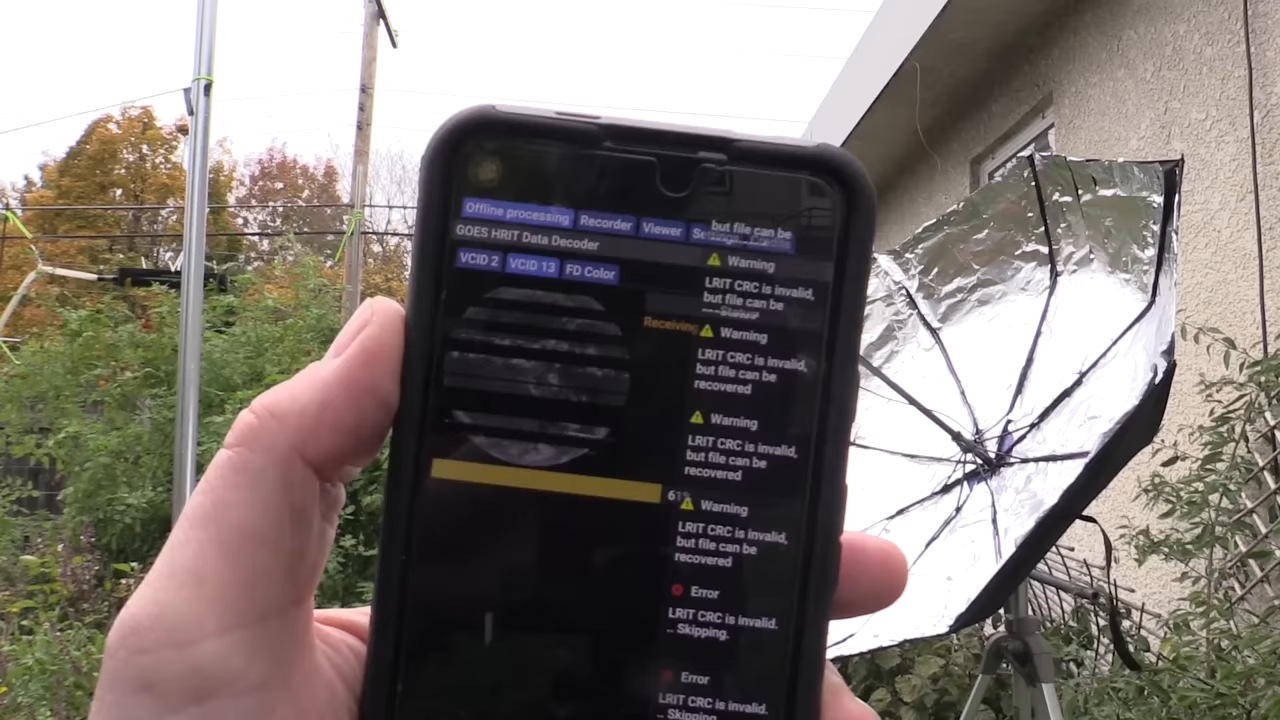 Offline processing Recorder Viewer
GOES HRIT Data Decoder
VCID 2 VCID 13 FD Color
Receiving
61%
but file can be
Warning
LRIT CRC is invalid,
but file can be
Warning
LRIT CRC is invalid,
but file can be
recovered
Warning
LRIT CRC is invalid,
but file can be
recovered
Warning
LRIT CRC is invalid,
but file can be
recovered
Error
LRIT CRC is invalid.
.. Skipping.
Error
LRIT CRC is invalid.
.. Skipping